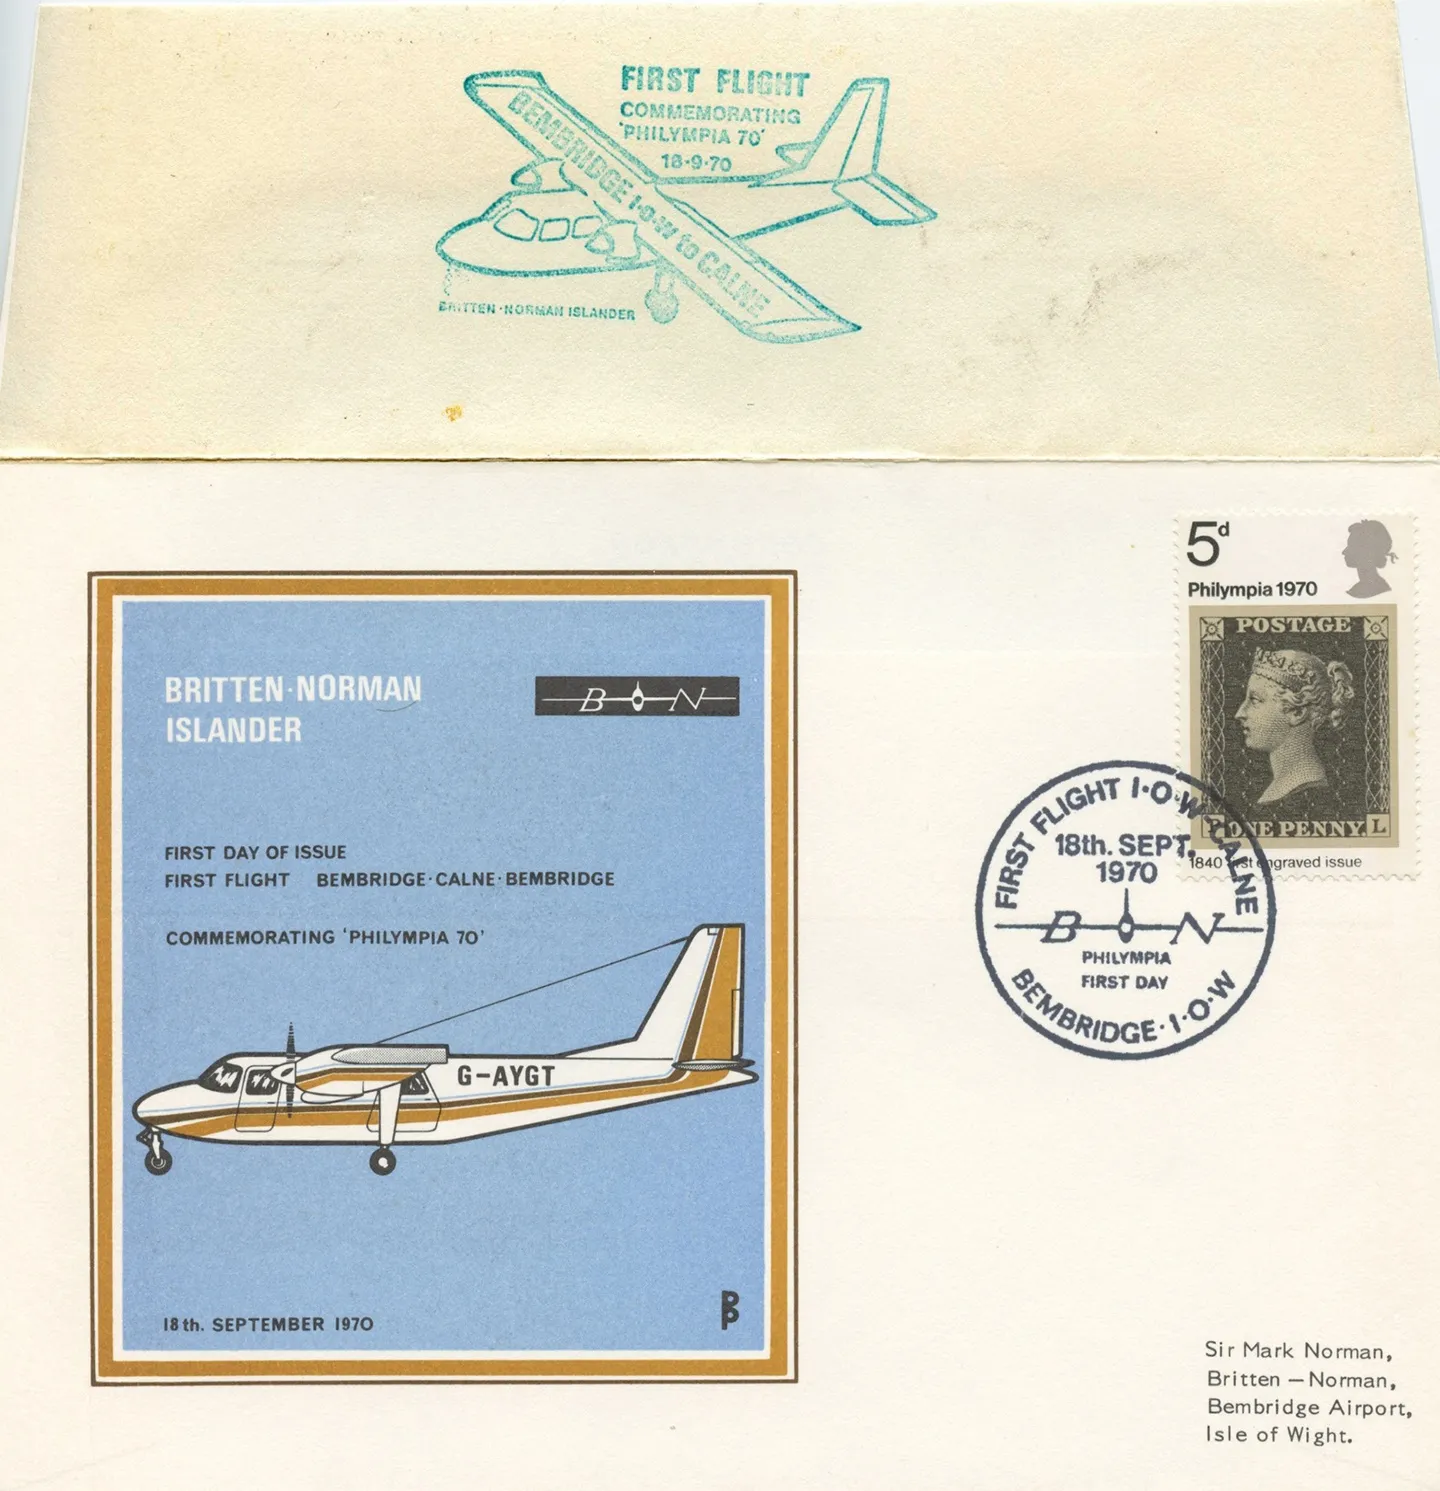 FIRST FLIGHT
COMMEMORATING
'PHILYMPIA 70'
18·9·70
BEMBRIDGE I·O·W to CALNE
BRITTEN·NORMAN ISLANDER
5d
Philympia 1970
POSTAGE
ONE PENNY L
1840 first engraved issue
BRITTEN·NORMAN
ISLANDER
B N
FIRST DAY OF ISSUE
FIRST FLIGHT BEMBRIDGE·CALNE·BEMBRIDGE
COMMEMORATING 'PHILYMPIA 70'
G-AYGT
18th. SEPTEMBER 1970
FIRST FLIGHT I·O·W-CALNE
18th. SEPT.
1970
B N
PHILYMPIA
FIRST DAY
BEMBRIDGE·I·O·W
Sir Mark Norman,
Britten – Norman,
Bembridge Airport,
Isle of Wight.